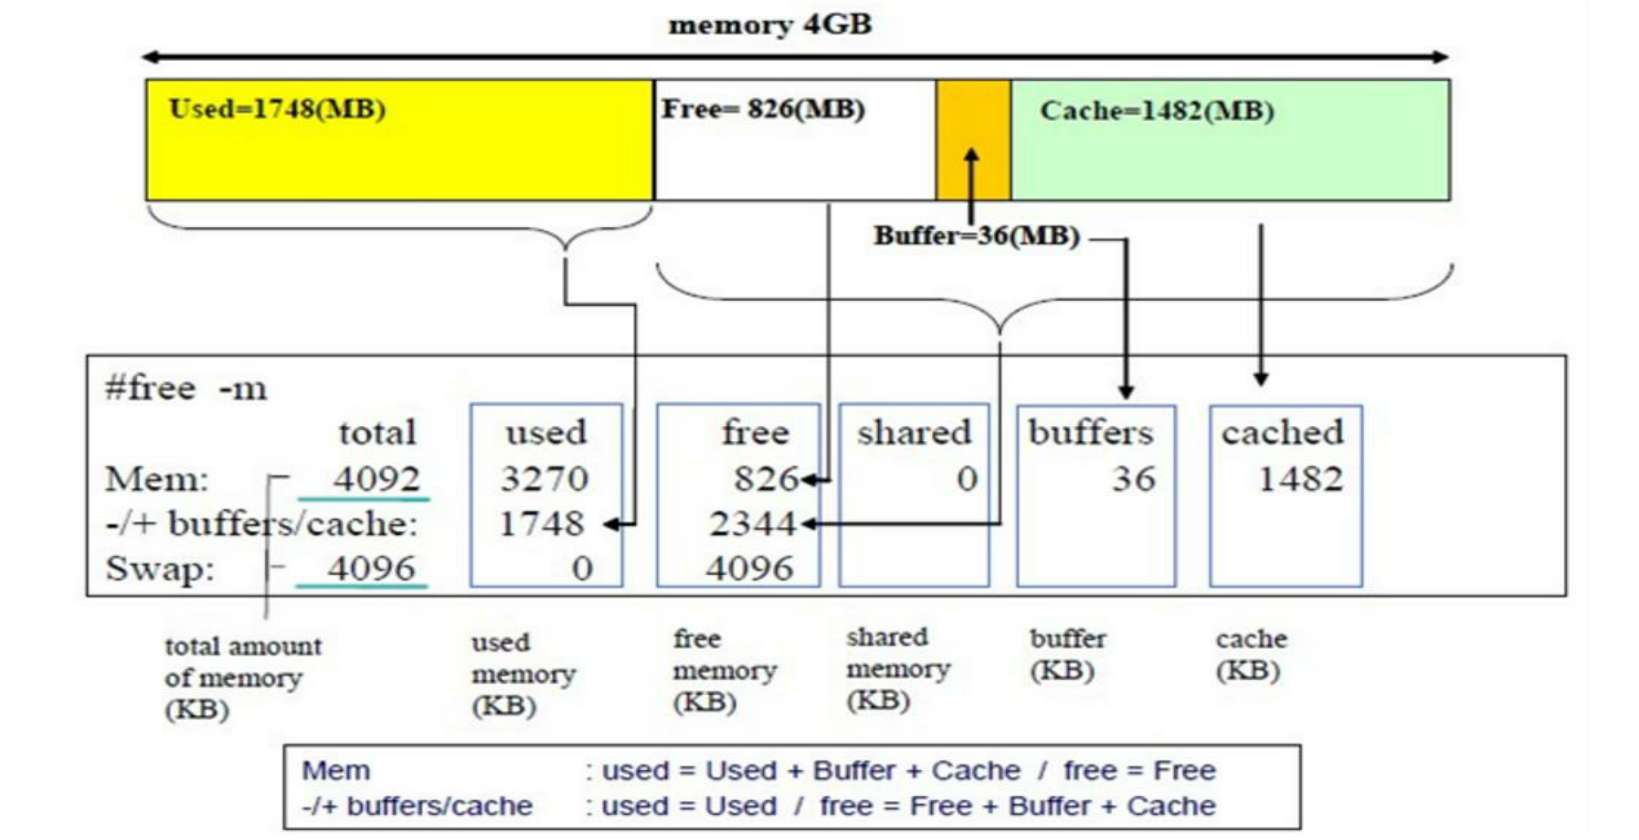 memory 4GB
Used=1748(MB) Free= 826(MB) Cache=1482(MB)
Buffer=36(MB)
#free -m
total used free shared buffers cached
Mem: 4092 3270 826 0 36 1482
-/+ buffers/cache: 1748 2344
Swap: 4096 0 4096
total amount
of memory
(KB)
used
memory
(KB)
free
memory
(KB)
shared
memory
(KB)
buffer
(KB)
cache
(KB)
Mem : used = Used + Buffer + Cache / free = Free
-/+ buffers/cache : used = Used / free = Free + Buffer + Cache